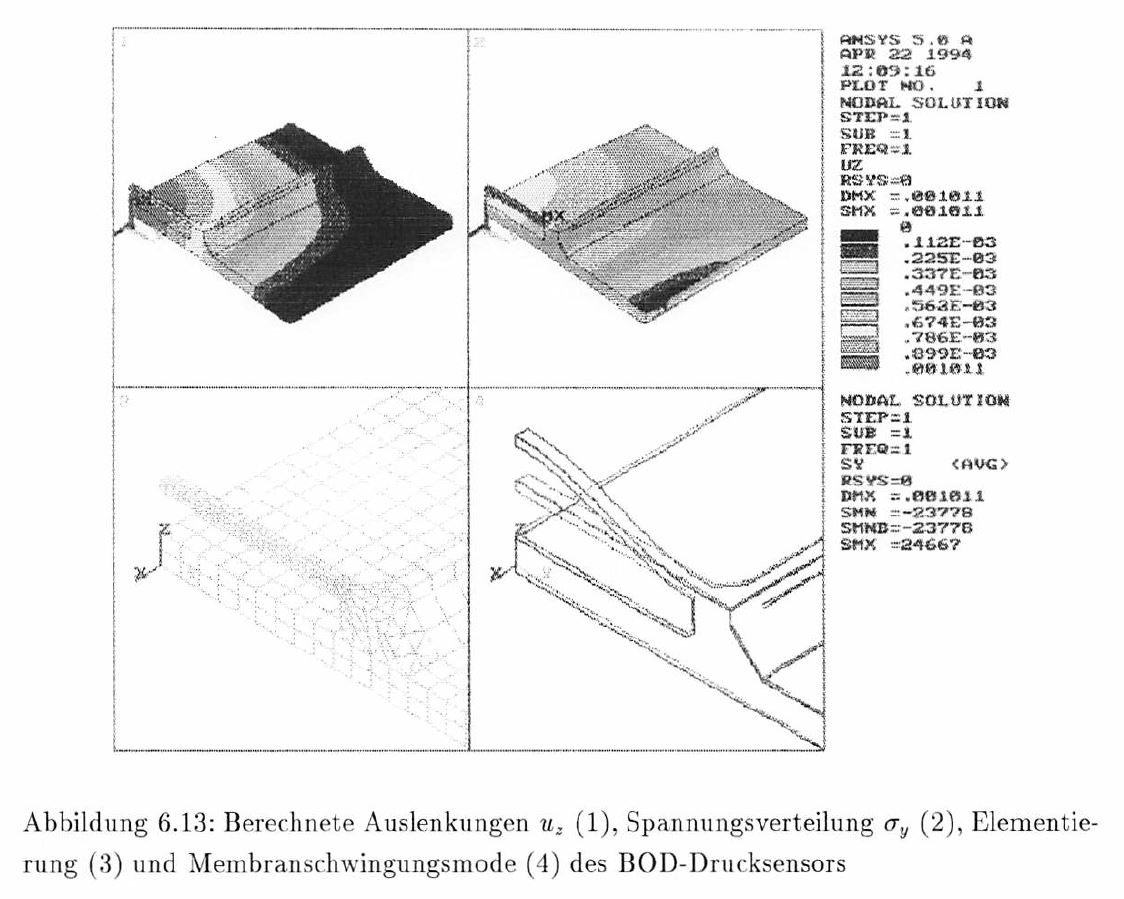 1
2
MX
ANSYS 5.0 A
APR 22 1994
12:09:16
PLOT NO. 1
NODAL SOLUTION
STEP=1
SUB =1
FREQ=1
UZ
RSYS=0
DMX =.001011
SMX =.001011
0
.112E-03
.225E-03
.337E-03
.449E-03
.562E-03
.674E-03
.786E-03
.899E-03
.001011
3
Z
X
4
Z
X
Y
NODAL SOLUTION
STEP=1
SUB =1
FREQ=1
SY (AVG)
RSYS=0
DMX =.001011
SMN =-23778
SMNB=-23778
SMX =24667
Abbildung 6.13: Berechnete Auslenkungen u_z (1), Spannungsverteilung σ_y (2), Elementie-
rung (3) und Membranschwingungsmode (4) des BOD-Drucksensors